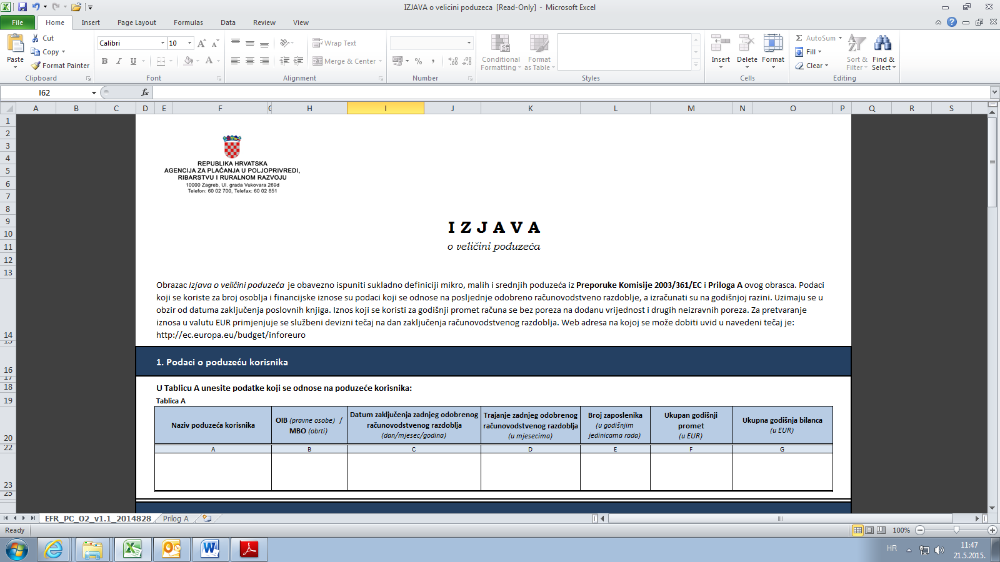 IZJAVA o velicini poduzeca [Read-Only] - Microsoft Excel
File Home Insert Page Layout Formulas Data Review View
Paste
Cut
Copy
Format Painter
Clipboard
Calibri 10
B I U
Font
Wrap Text
Merge & Center
Alignment
%
Number
Conditional Formatting
Format as Table
Styles
Insert Delete Format
Cells
AutoSum
Fill
Clear
Sort & Filter
Find & Select
Editing
I62
fx
A B C D E F G H I J K L M N O P Q R S
1
2
3
4
5
6
7
8
9
10
11
12
13
14
15
16
17
18
19
20
22
23
25
REPUBLIKA HRVATSKA
AGENCIJA ZA PLAĆANJA U POLJOPRIVREDI,
RIBARSTVU I RURALNOM RAZVOJU
10000 Zagreb, Ul. grada Vukovara 269d
Telefon: 60 02 700, Telefax: 60 02 851
I Z J A V A
o veličini poduzeća
Obrazac Izjava o veličini poduzeća je obavezno ispuniti sukladno definiciji mikro, malih i srednjih poduzeća iz Preporuke Komisije 2003/361/EC i Priloga A ovog obrasca. Podaci
koji se koriste za broj osoblja i financijske iznose su podaci koji se odnose na posljednje odobreno računovodstveno razdoblje, a izračunati su na godišnjoj razini. Uzimaju se u
obzir od datuma zaključenja poslovnih knjiga. Iznos koji se koristi za godišnji promet računa se bez poreza na dodanu vrijednost i drugih neizravnih poreza. Za pretvaranje
iznosa u valutu EUR primjenjuje se službeni devizni tečaj na dan zaključenja računovodstvenog razdoblja. Web adresa na kojoj se može dobiti uvid u navedeni tečaj je:
http://ec.europa.eu/budget/inforeuro
1. Podaci o poduzeću korisnika
U Tablicu A unesite podatke koji se odnose na poduzeće korisnika:
Tablica A
Naziv poduzeća korisnika
OIB (pravne osobe) /
MBO (obrti)
Datum zaključenja zadnjeg odobrenog
računovodstvenog razdoblja
(dan/mjesec/godina)
Trajanje zadnjeg odobrenog
računovodstvenog razdoblja
(u mjesecima)
Broj zaposlenika
(u godišnjim
jedinicama rada)
Ukupan godišnji
promet
(u EUR)
Ukupna godišnja bilanca
(u EUR)
A B C D E F G
EFR_PC_O2_v1.1_2014828 Prilog A
Ready
100%
HR
11:47
21.5.2015.